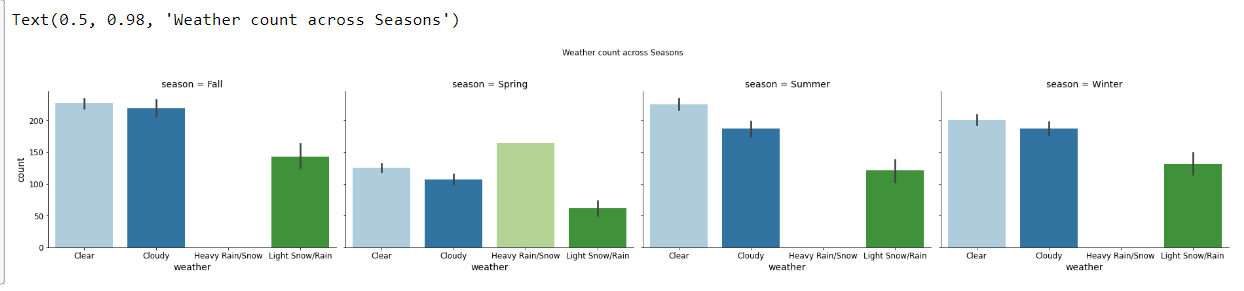 Text(0.5, 0.98, 'Weather count across Seasons')
Weather count across Seasons
season = Fall
season = Spring
season = Summer
season = Winter
200
150
100
50
0
count
Clear Cloudy Heavy Rain/Snow Light Snow/Rain
weather
Clear Cloudy Heavy Rain/Snow Light Snow/Rain
weather
Clear Cloudy Heavy Rain/Snow Light Snow/Rain
weather
Clear Cloudy Heavy Rain/Snow Light Snow/Rain
weather